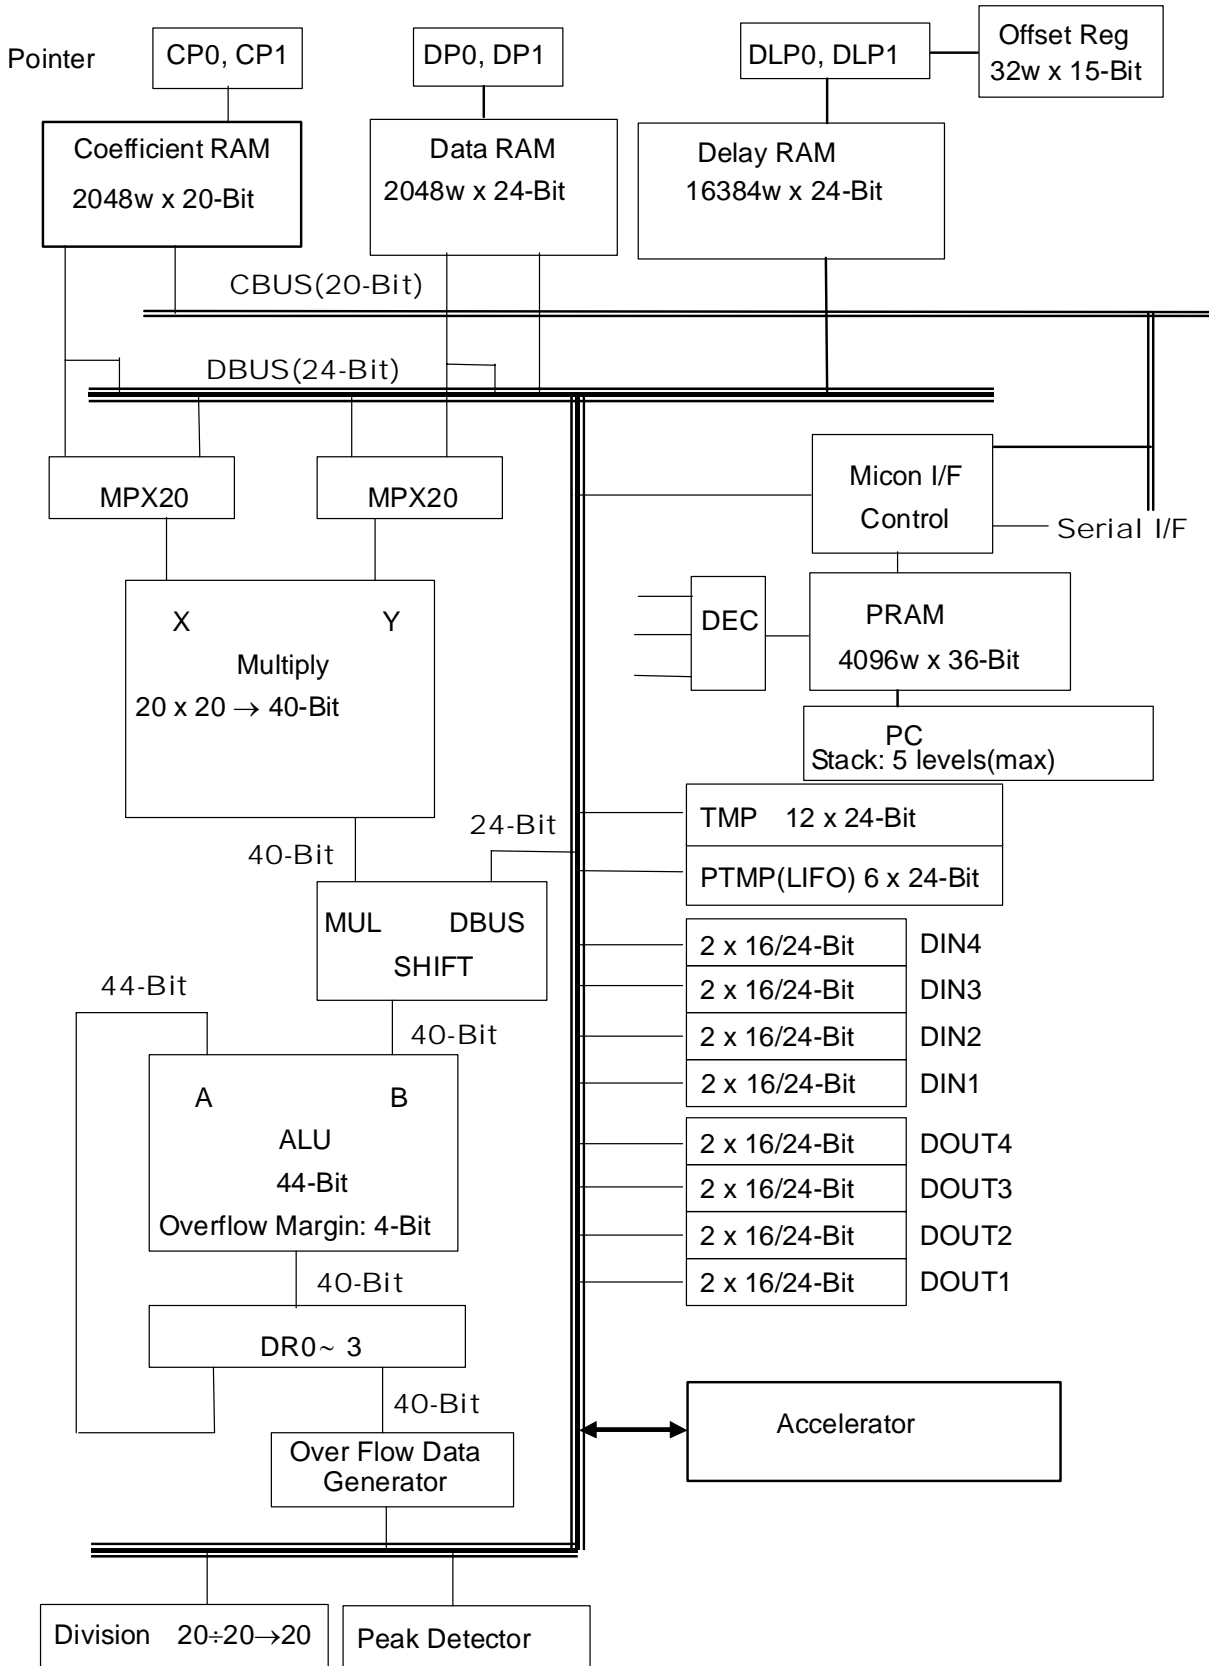 Pointer
CP0, CP1
DP0, DP1
DLP0, DLP1
Offset Reg
32w x 15-Bit
Coefficient RAM
2048w x 20-Bit
Data RAM
2048w x 24-Bit
Delay RAM
16384w x 24-Bit
CBUS(20-Bit)
DBUS(24-Bit)
MPX20
MPX20
Micon I/F
Control
Serial I/F
X
Y
Multiply
20 x 20 → 40-Bit
DEC
PRAM
4096w x 36-Bit
PC
Stack: 5 levels(max)
TMP 12 x 24-Bit
PTMP(LIFO) 6 x 24-Bit
40-Bit
24-Bit
MUL
DBUS
SHIFT
2 x 16/24-Bit DIN4
2 x 16/24-Bit DIN3
2 x 16/24-Bit DIN2
2 x 16/24-Bit DIN1
44-Bit
40-Bit
A
B
ALU
44-Bit
Overflow Margin: 4-Bit
2 x 16/24-Bit DOUT4
2 x 16/24-Bit DOUT3
2 x 16/24-Bit DOUT2
2 x 16/24-Bit DOUT1
40-Bit
DR0~ 3
40-Bit
Over Flow Data
Generator
Accelerator
Division 20÷20→20
Peak Detector